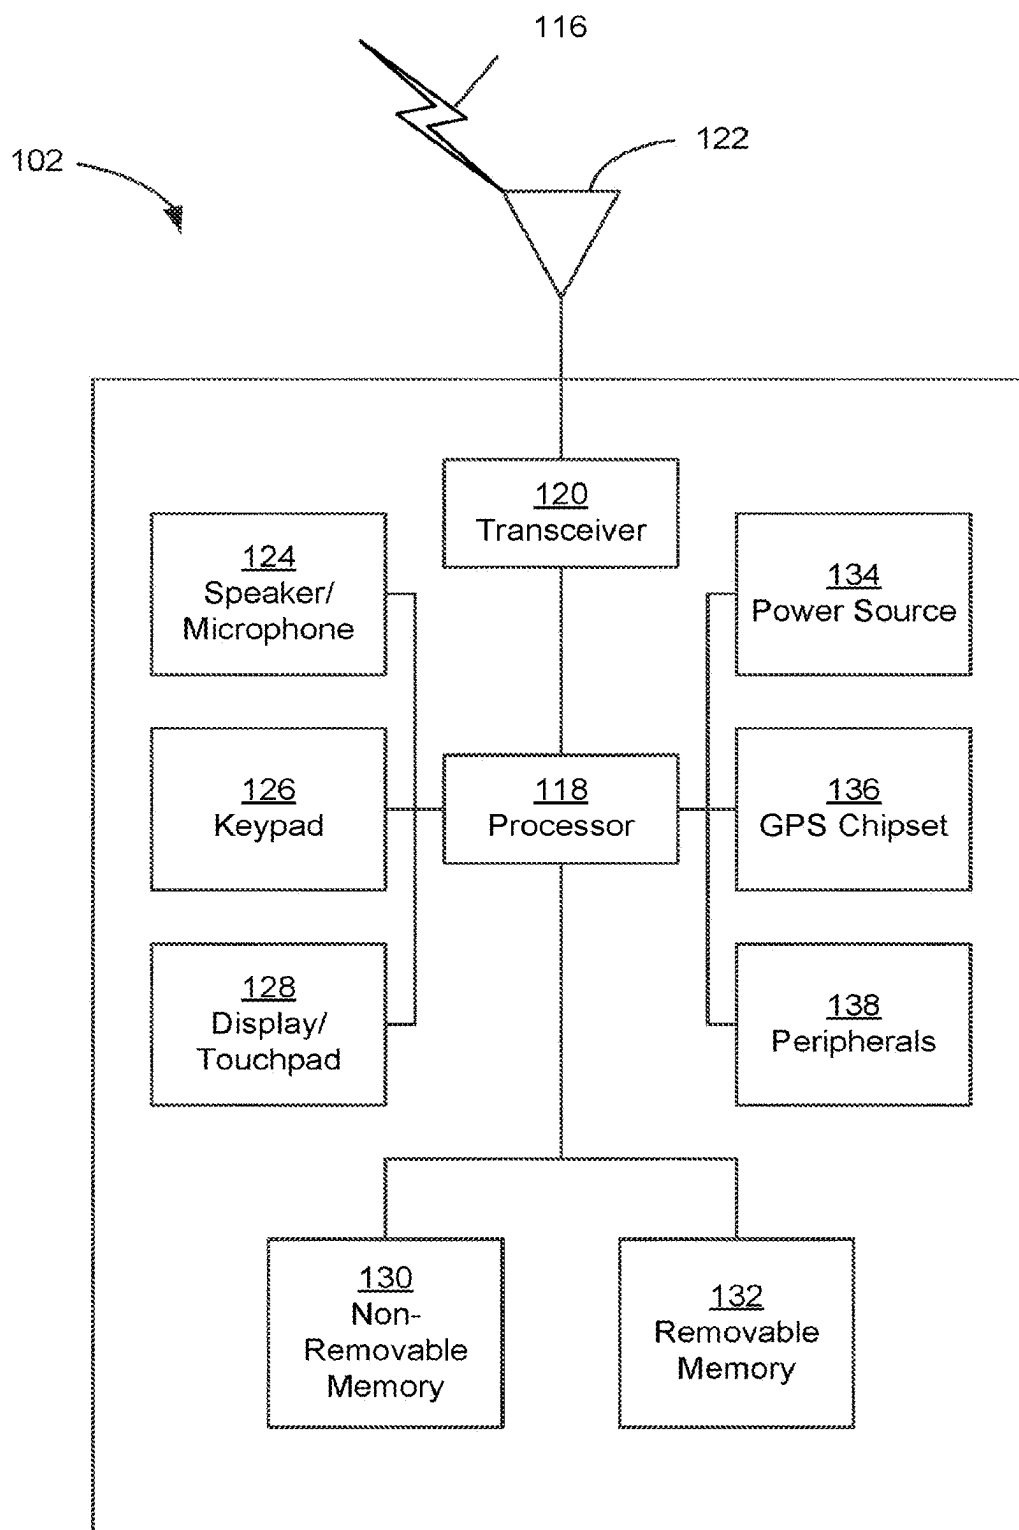 116
122
102
120
Transceiver
124
Speaker/
Microphone
134
Power Source
126
Keypad
118
Processor
136
GPS Chipset
128
Display/
Touchpad
138
Peripherals
130
Non-
Removable
Memory
132
Removable
Memory